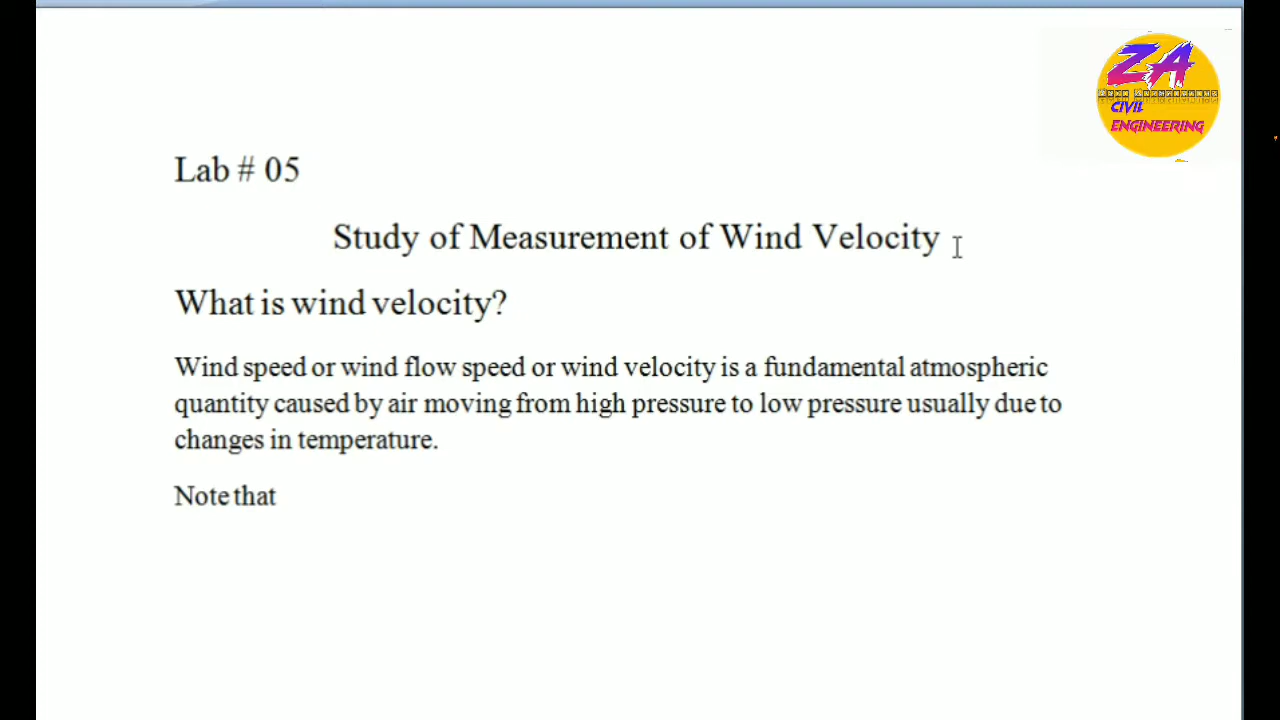 ZA
CIVIL
ENGINEERING
Lab # 05
Study of Measurement of Wind Velocity
What is wind velocity?
Wind speed or wind flow speed or wind velocity is a fundamental atmospheric
quantity caused by air moving from high pressure to low pressure usually due to
changes in temperature.
Note that